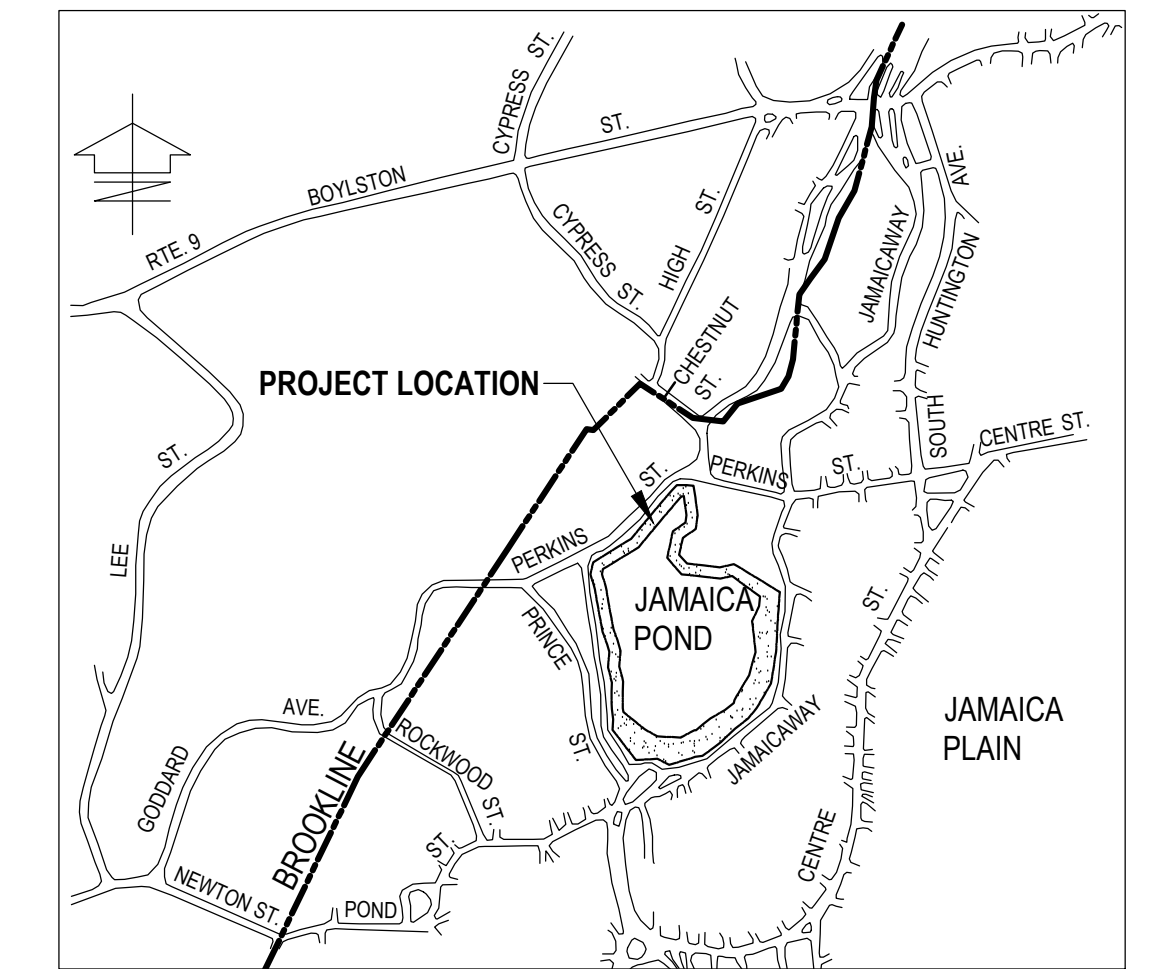 CYPRESS ST.
ST.
BOYLSTON
RTE. 9
CYPRESS ST.
HIGH ST.
AVE.
JAMAICAWAY
HUNTINGTON
CHESTNUT ST.
PROJECT LOCATION
SOUTH
CENTRE ST.
ST.
LEE
ST.
PERKINS
ST.
PERKINS
JAMAICA
POND
PRINCE
ST.
ST.
JAMAICA
PLAIN
AVE.
GODDARD
ROCKWOOD
ST.
JAMAICAWAY
BROOKLINE
CENTRE
ST.
NEWTON ST.
POND